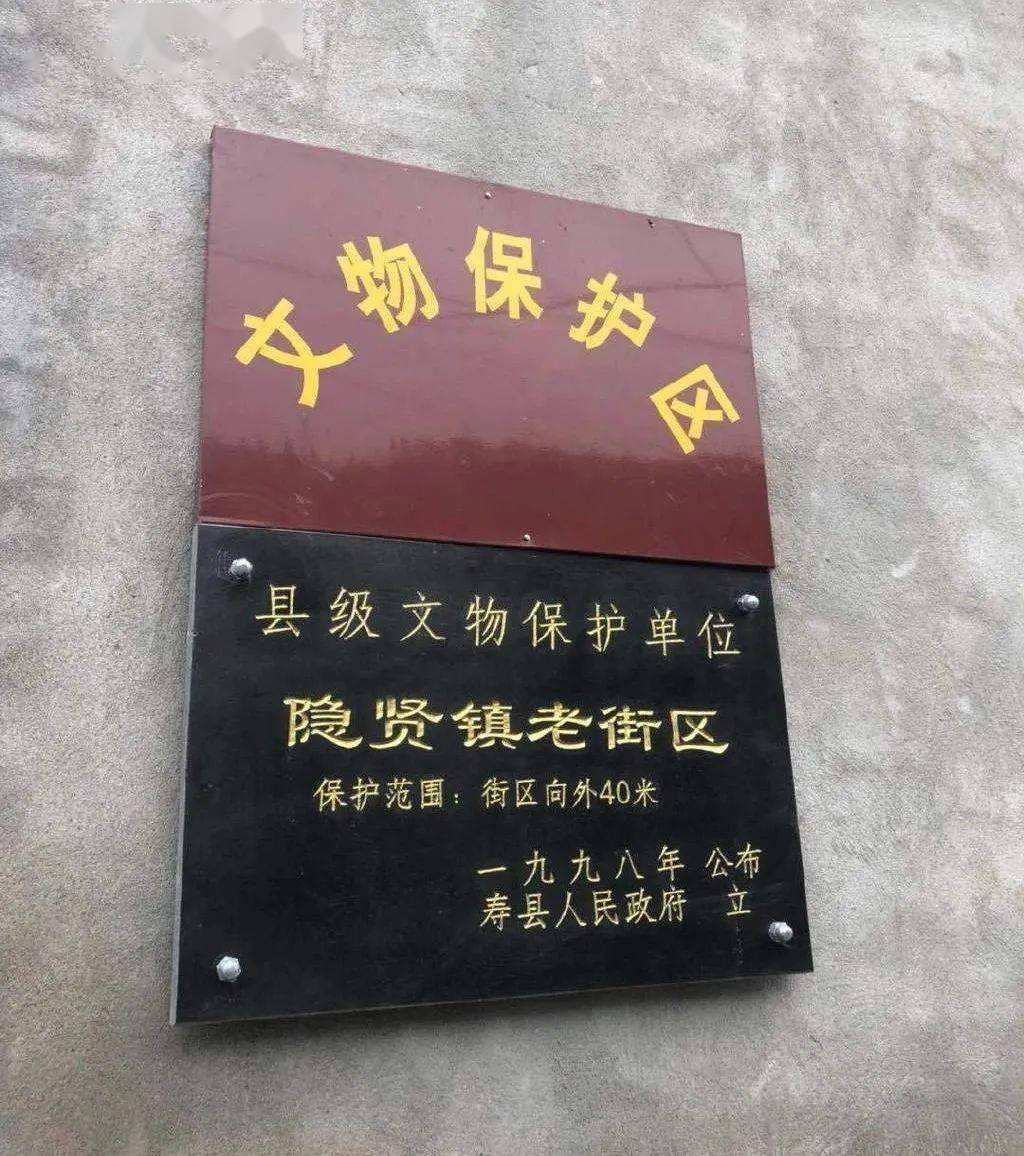 文物保护区
县级文物保护单位
隐贤镇老街区
保护范围：街区向外40米
一九九八年 公布
寿县人民政府 立